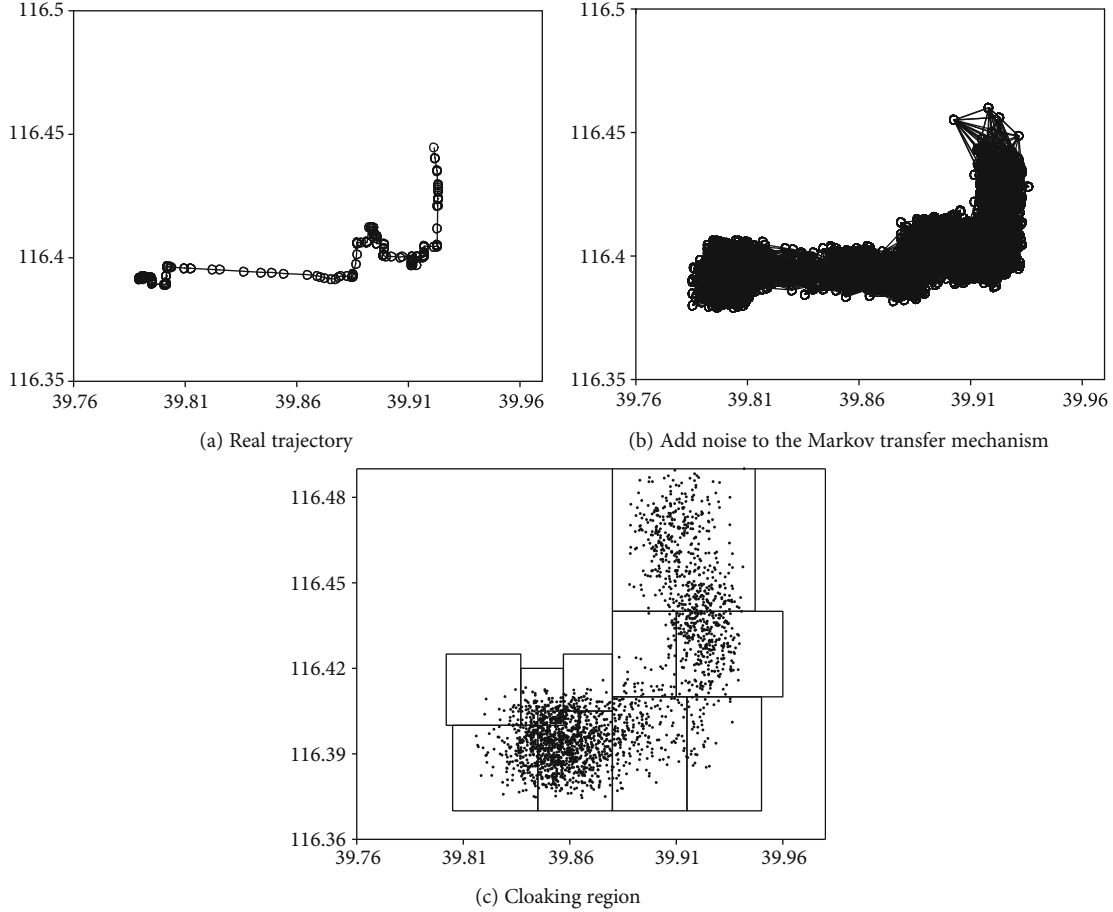 116.5
116.45
116.4
116.35
39.76 39.81 39.86 39.91 39.96
(a) Real trajectory
116.5
116.45
116.4
116.35
39.76 39.81 39.86 39.91 39.96
(b) Add noise to the Markov transfer mechanism
116.48
116.45
116.42
116.39
116.36
39.76 39.81 39.86 39.91 39.96
(c) Cloaking region